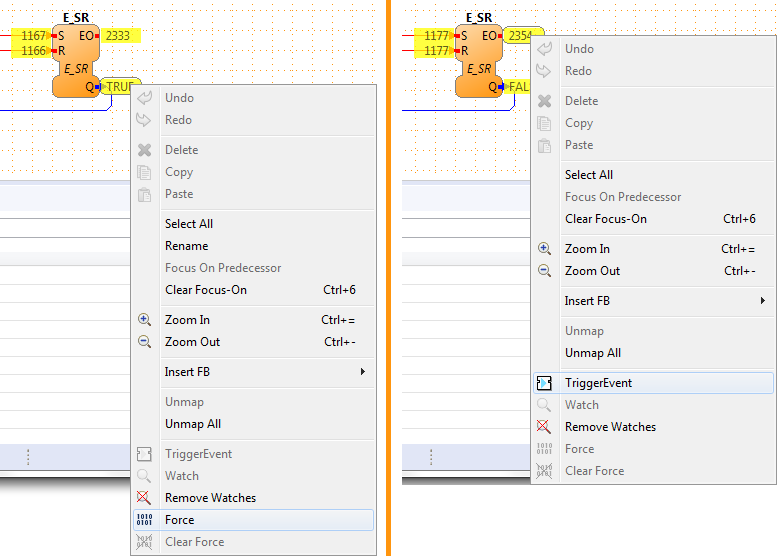 E_SR
1167 S EO 2333
1166 R
E_SR
Q TRUE
Undo
Redo
Delete
Copy
Paste
Select All
Rename
Focus On Predecessor
Clear Focus-On Ctrl+6
Zoom In Ctrl+=
Zoom Out Ctrl+-
Insert FB
Unmap
Unmap All
TriggerEvent
Watch
Remove Watches
1010
0101 Force
Clear Force
E_SR
1177 S EO 2354
1177 R
E_SR
Q FAL
Undo
Redo
Delete
Copy
Paste
Select All
Focus On Predecessor
Clear Focus-On Ctrl+6
Zoom In Ctrl+=
Zoom Out Ctrl+-
Insert FB
Unmap
Unmap All
TriggerEvent
Watch
Remove Watches
1010
0101 Force
Clear Force